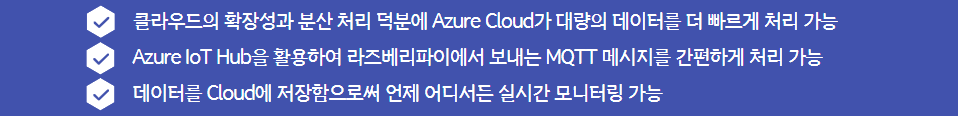 클라우드의 확장성과 분산 처리 덕분에 Azure Cloud가 대량의 데이터를 더 빠르게 처리 가능
Azure IoT Hub을 활용하여 라즈베리파이에서 보내는 MQTT 메시지를 간편하게 처리 가능
데이터를 Cloud에 저장함으로써 언제 어디서든 실시간 모니터링 가능